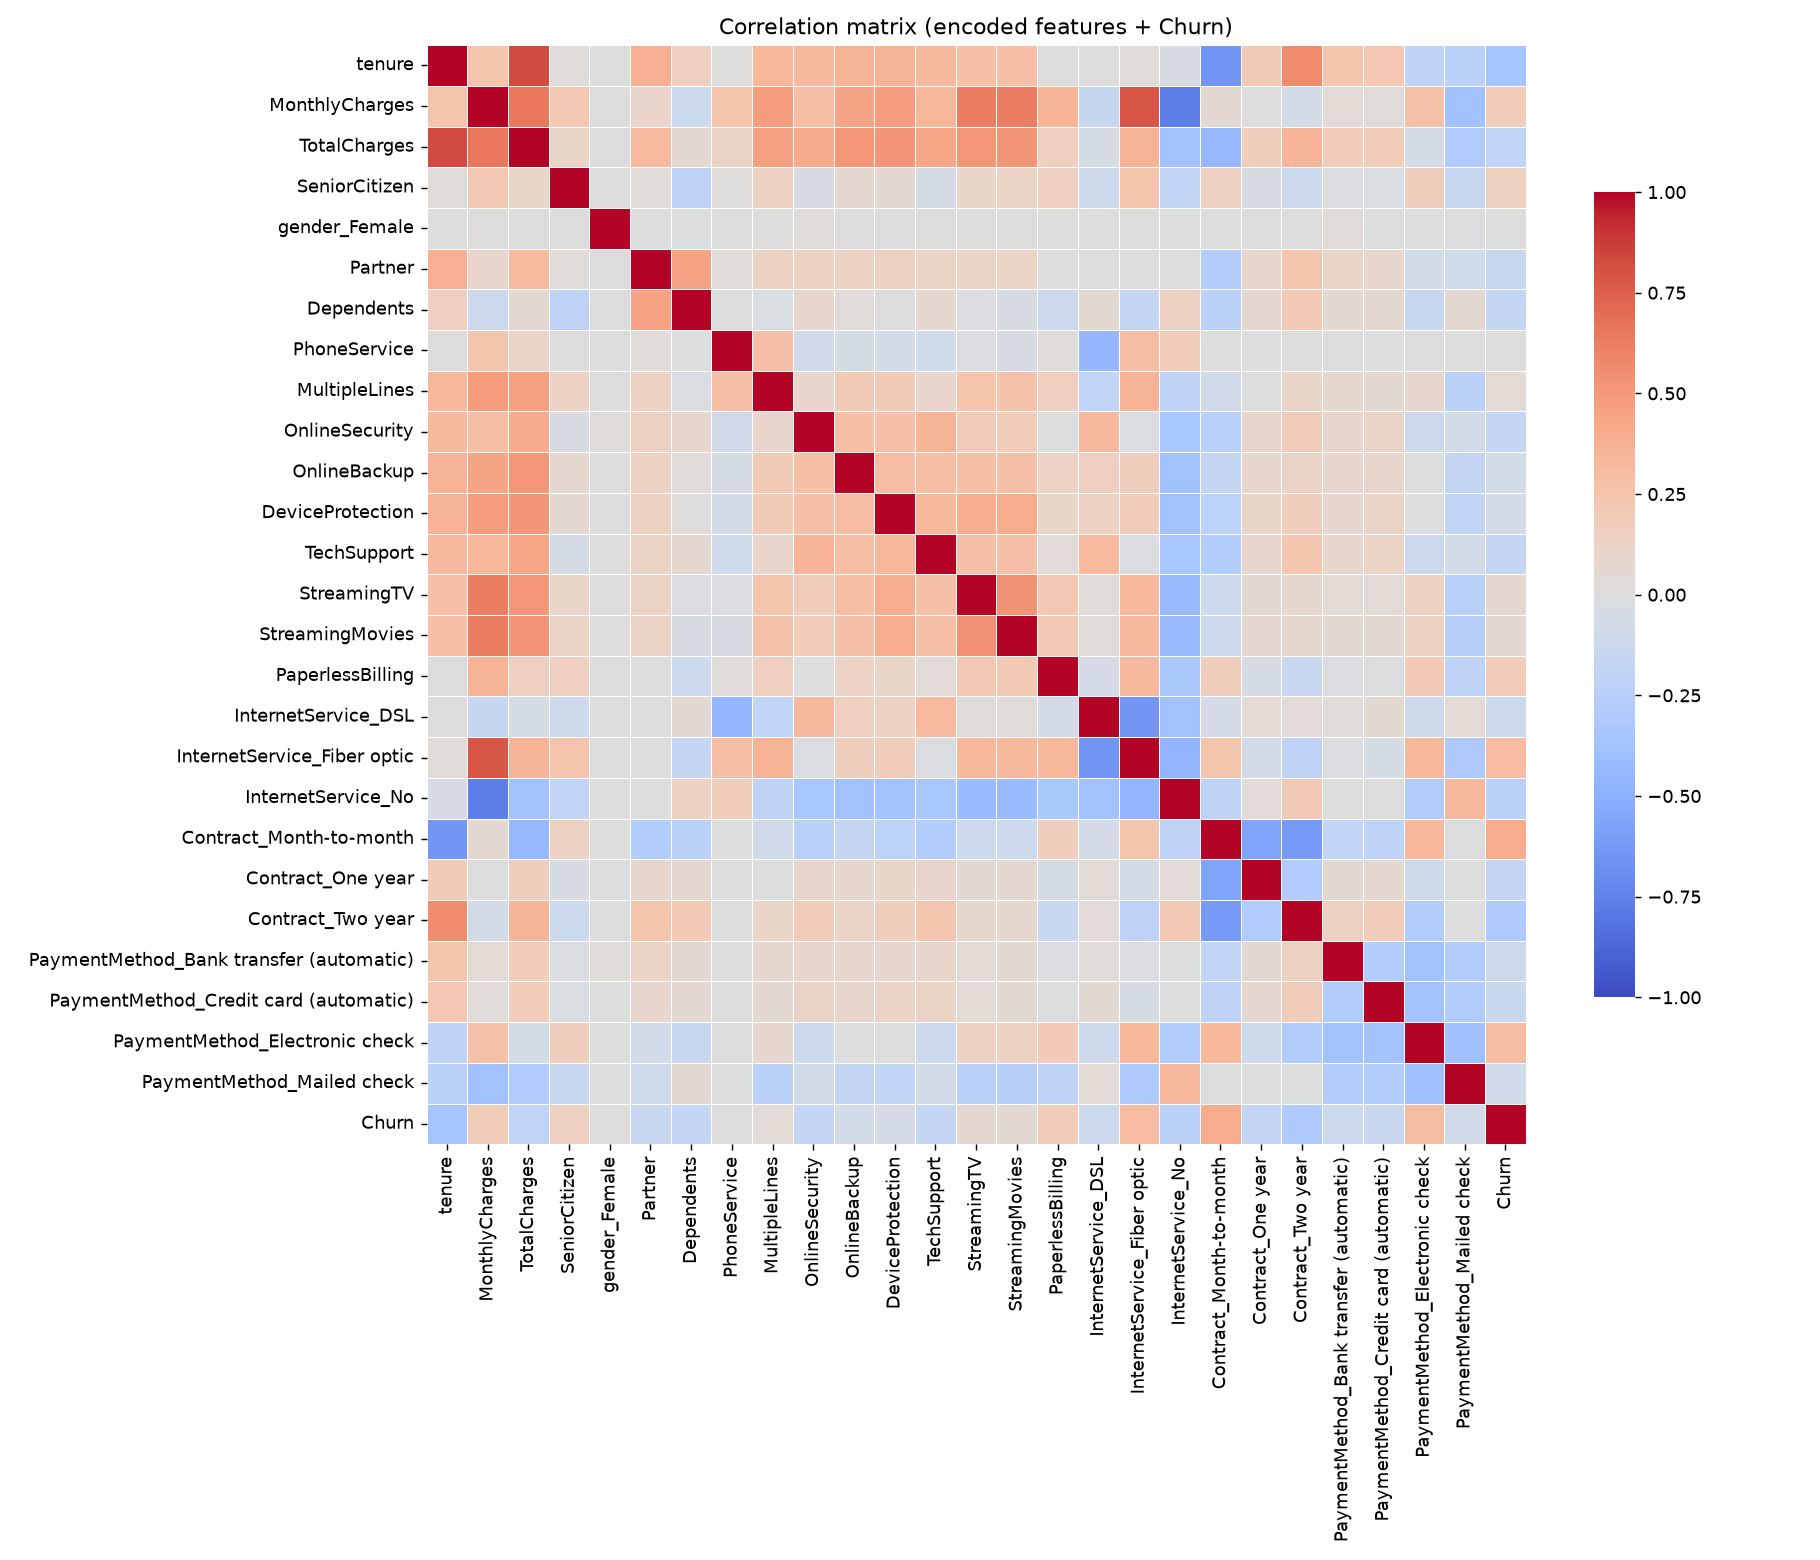 Correlation matrix (encoded features + Churn)
tenure
MonthlyCharges
TotalCharges
SeniorCitizen
gender_Female
Partner
Dependents
PhoneService
MultipleLines
OnlineSecurity
OnlineBackup
DeviceProtection
TechSupport
StreamingTV
StreamingMovies
PaperlessBilling
InternetService_DSL
InternetService_Fiber optic
InternetService_No
Contract_Month-to-month
Contract_One year
Contract_Two year
PaymentMethod_Bank transfer (automatic)
PaymentMethod_Credit card (automatic)
PaymentMethod_Electronic check
PaymentMethod_Mailed check
Churn
tenure
MonthlyCharges
TotalCharges
SeniorCitizen
gender_Female
Partner
Dependents
PhoneService
MultipleLines
OnlineSecurity
OnlineBackup
DeviceProtection
TechSupport
StreamingTV
StreamingMovies
PaperlessBilling
InternetService_DSL
InternetService_Fiber optic
InternetService_No
Contract_Month-to-month
Contract_One year
Contract_Two year
PaymentMethod_Bank transfer (automatic)
PaymentMethod_Credit card (automatic)
PaymentMethod_Electronic check
PaymentMethod_Mailed check
Churn
1.00
0.75
0.50
0.25
0.00
−0.25
−0.50
−0.75
−1.00